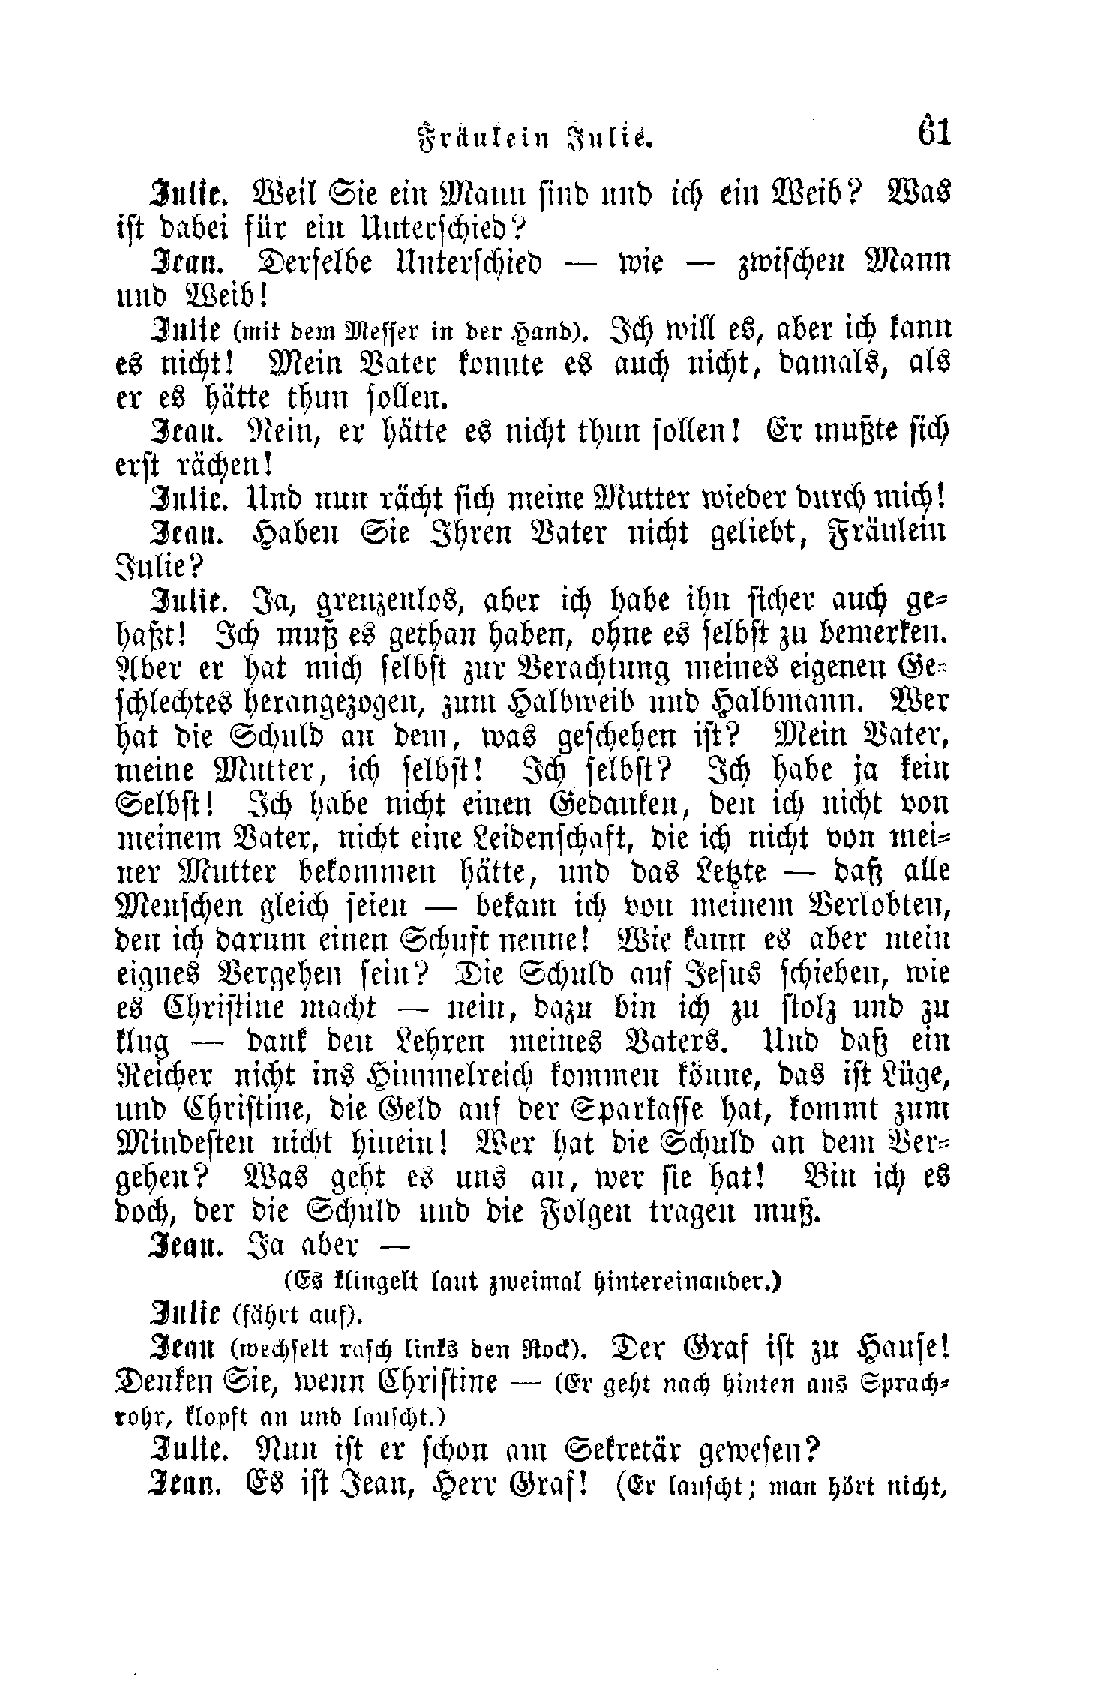 Fräulein Julie. 61
Julie. Weil Sie ein Mann sind und ich ein Weib? Was
ist dabei für ein Unterschied?
Jean. Derselbe Unterschied — wie — zwischen Mann
und Weib!
Julie (mit dem Messer in der Hand). Ich will es, aber ich kann
es nicht! Mein Vater konnte es auch nicht, damals, als
er es hätte thun sollen.
Jean. Nein, er hätte es nicht thun sollen! Er mußte sich
erst rächen!
Julie. Und nun rächt sich meine Mutter wieder durch mich!
Jean. Haben Sie Ihren Vater nicht geliebt, Fräulein
Julie?
Julie. Ja, grenzenlos, aber ich habe ihn sicher auch ge-
haßt! Ich muß es gethan haben, ohne es selbst zu bemerken.
Aber er hat mich selbst zur Verachtung meines eigenen Ge-
schlechtes herangezogen, zum Halbweib und Halbmann. Wer
hat die Schuld an dem, was geschehen ist? Mein Vater,
meine Mutter, ich selbst! Ich selbst? Ich habe ja kein
Selbst! Ich habe nicht einen Gedanken, den ich nicht von
meinem Vater, nicht eine Leidenschaft, die ich nicht von mei-
ner Mutter bekommen hätte, und das Letzte — daß alle
Menschen gleich seien — bekam ich von meinem Verlobten,
den ich darum einen Schuft nenne! Wie kann es aber mein
eignes Vergehen sein? Die Schuld auf Jesus schieben, wie
es Christine macht — nein, dazu bin ich zu stolz und zu
klug — dank den Lehren meines Vaters. Und daß ein
Reicher nicht ins Himmelreich kommen könne, das ist Lüge,
und Christine, die Geld auf der Sparkasse hat, kommt zum
Mindesten nicht hinein! Wer hat die Schuld an dem Ver-
gehen? Was geht es uns an, wer sie hat! Bin ich es
doch, der die Schuld und die Folgen tragen muß.
Jean. Ja aber —
(Es klingelt laut zweimal hintereinander.)
Julie (fährt auf).
Jean (wechselt rasch links den Rock). Der Graf ist zu Hause!
Denken Sie, wenn Christine — (Er geht nach hinten ans Sprach-
rohr, klopft an und lauscht.)
Julie. Nun ist er schon am Sekretär gewesen?
Jean. Es ist Jean, Herr Graf! (Er lauscht; man hört nicht,